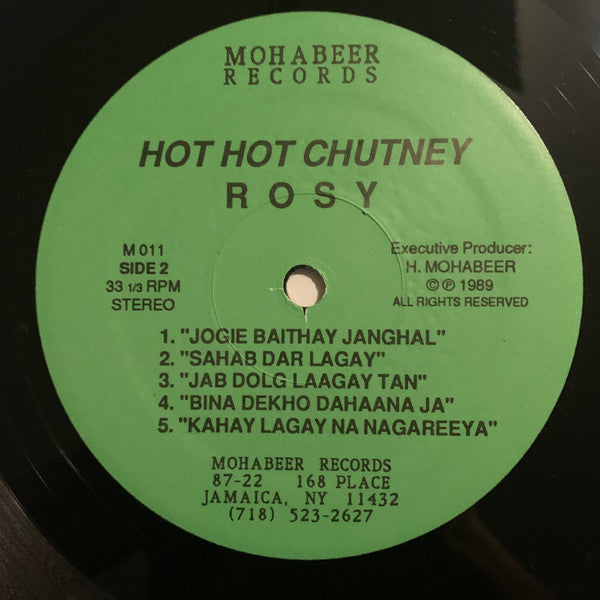 MOHABEER
RECORDS
HOT HOT CHUTNEY
ROSY
M 011
SIDE 2
33 1/3 RPM
STEREO
Executive Producer:
H. MOHABEER
©℗ 1989
ALL RIGHTS RESERVED
1. "JOGIE BAITHAY JANGHAL"
2. "SAHAB DAR LAGAY"
3. "JAB DOLG LAAGAY TAN"
4. "BINA DEKHO DAHAANA JA"
5. "KAHAY LAGAY NA NAGAREEYA"
MOHABEER RECORDS
87-22 168 PLACE
JAMAICA, NY 11432
(718) 523-2627